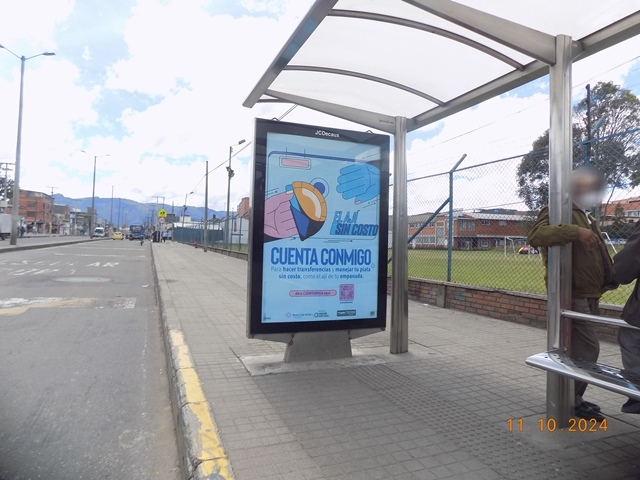 JCDecaux
EL AJÍ
SIN COSTO
CUENTA CONMIGO
Para hacer transferencias y manejar tu plata
sin costo, como el ají de tu empanada.
11 10 2024